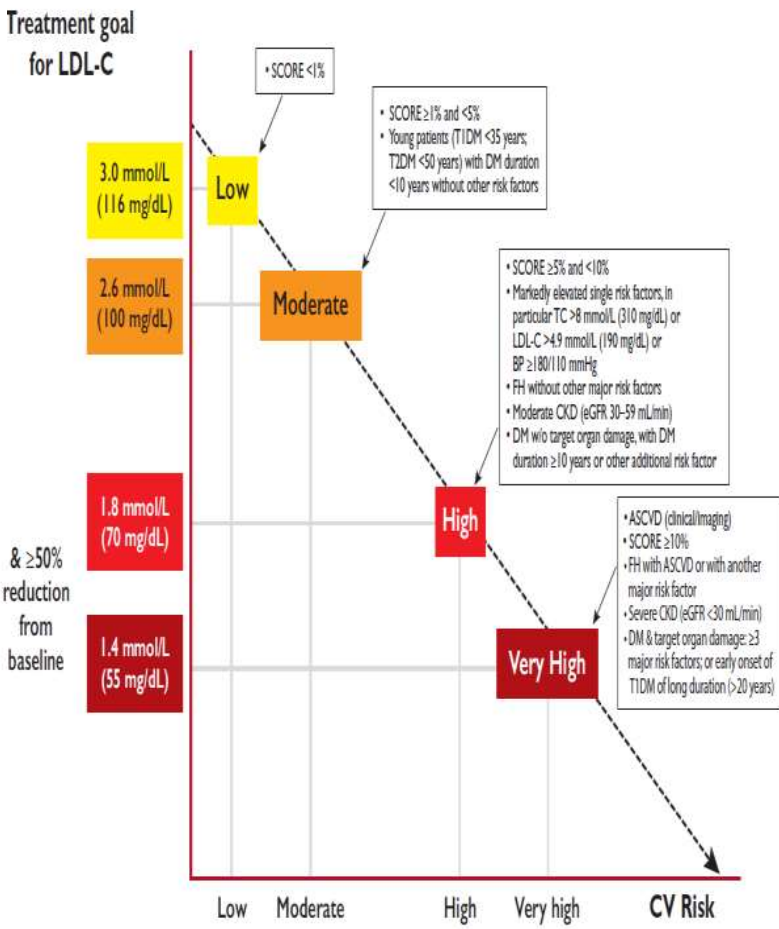 Treatment goal
for LDL-C
• SCORE <1%
• SCORE ≥1% and <5%
• Young patients (T1DM <35 years;
T2DM <50 years) with DM duration
<10 years without other risk factors
3.0 mmol/L
(116 mg/dL)
Low
2.6 mmol/L
(100 mg/dL)
Moderate
• SCORE ≥5% and <10%
• Markedly elevated single risk factors, in
particular TC >8 mmol/L (310 mg/dL) or
LDL-C >4.9 mmol/L (190 mg/dL) or
BP ≥180/110 mmHg
• FH without other major risk factors
• Moderate CKD (eGFR 30–59 mL/min)
• DM w/o target organ damage, with DM
duration ≥10 years or other additional risk factor
1.8 mmol/L
(70 mg/dL)
High
• ASCVD (clinical/imaging)
• SCORE ≥10%
• FH with ASCVD or with another
major risk factor
• Severe CKD (eGFR <30 mL/min)
• DM & target organ damage: ≥3
major risk factors; or early onset of
T1DM of long duration (>20 years)
& ≥50%
reduction
from
baseline
1.4 mmol/L
(55 mg/dL)
Very High
Low Moderate High Very high CV Risk